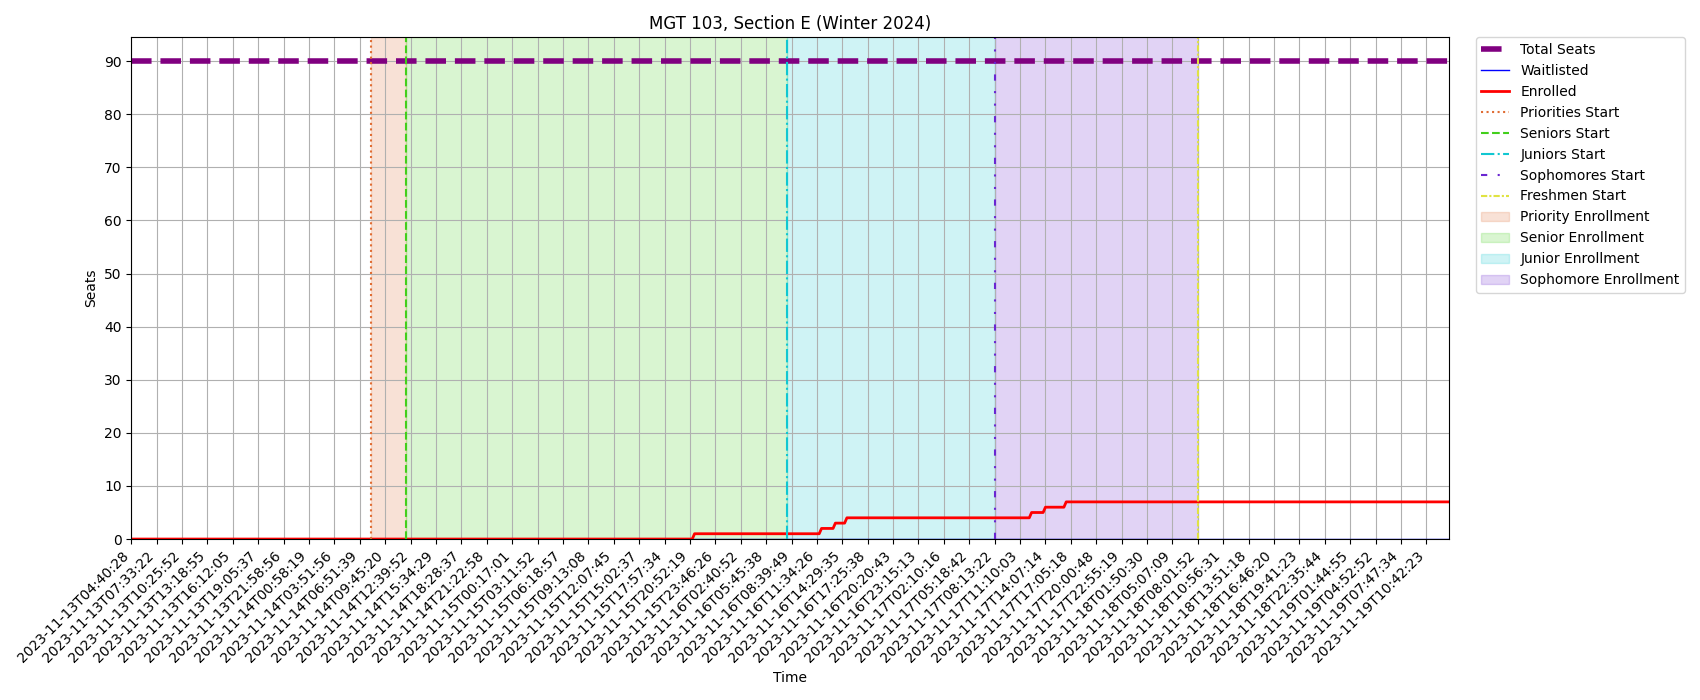 MGT 103, Section E (Winter 2024)
Seats
90
80
70
60
50
40
30
20
10
0
2023-11-13T04:40:28
2023-11-13T07:33:22
2023-11-13T10:25:52
2023-11-13T13:18:55
2023-11-13T16:12:05
2023-11-13T19:05:37
2023-11-13T21:58:56
2023-11-14T00:58:19
2023-11-14T03:51:56
2023-11-14T06:51:39
2023-11-14T09:45:20
2023-11-14T12:39:52
2023-11-14T15:34:29
2023-11-14T18:28:37
2023-11-14T21:22:58
2023-11-15T00:17:01
2023-11-15T03:11:52
2023-11-15T06:18:57
2023-11-15T09:13:08
2023-11-15T12:07:45
2023-11-15T15:02:37
2023-11-15T17:57:34
2023-11-15T20:52:19
2023-11-15T23:46:26
2023-11-16T02:40:52
2023-11-16T05:45:38
2023-11-16T08:39:49
2023-11-16T11:34:26
2023-11-16T14:29:35
2023-11-16T17:25:38
2023-11-16T20:20:43
2023-11-16T23:15:13
2023-11-17T02:10:16
2023-11-17T05:18:42
2023-11-17T08:13:22
2023-11-17T11:10:03
2023-11-17T14:07:14
2023-11-17T17:05:18
2023-11-17T20:00:48
2023-11-17T22:55:19
2023-11-18T01:50:30
2023-11-18T05:07:09
2023-11-18T08:01:52
2023-11-18T10:56:31
2023-11-18T13:51:18
2023-11-18T16:46:20
2023-11-18T19:41:23
2023-11-18T22:35:44
2023-11-19T01:44:55
2023-11-19T04:52:52
2023-11-19T07:47:34
2023-11-19T10:42:23
Time
Total Seats
Waitlisted
Enrolled
Priorities Start
Seniors Start
Juniors Start
Sophomores Start
Freshmen Start
Priority Enrollment
Senior Enrollment
Junior Enrollment
Sophomore Enrollment